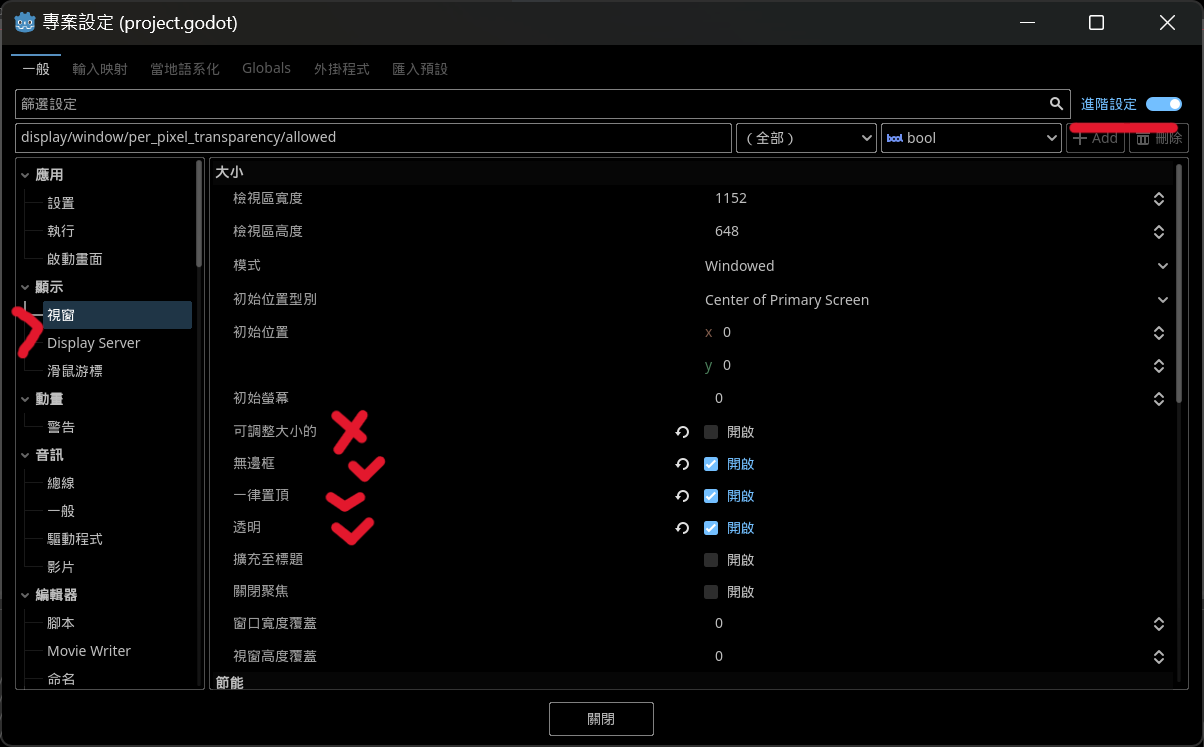 專案設定 (project.godot)
一般 輸入映射 當地語系化 Globals 外掛程式 匯入預設
篩選設定 進階設定
display/window/per_pixel_transparency/allowed (全部) bool bool + Add 刪除
應用
設置
執行
啟動畫面
顯示
視窗
Display Server
滑鼠游標
動畫
警告
音訊
總線
一般
驅動程式
影片
編輯器
腳本
Movie Writer
命名
大小
檢視區寬度 1152
檢視區高度 648
模式 Windowed
初始位置型別 Center of Primary Screen
初始位置 x 0
y 0
初始螢幕 0
可調整大小的 開啟
無邊框 開啟
一律置頂 開啟
透明 開啟
擴充至標題 開啟
關閉聚焦 開啟
窗口寬度覆蓋 0
視窗高度覆蓋 0
節能
關閉